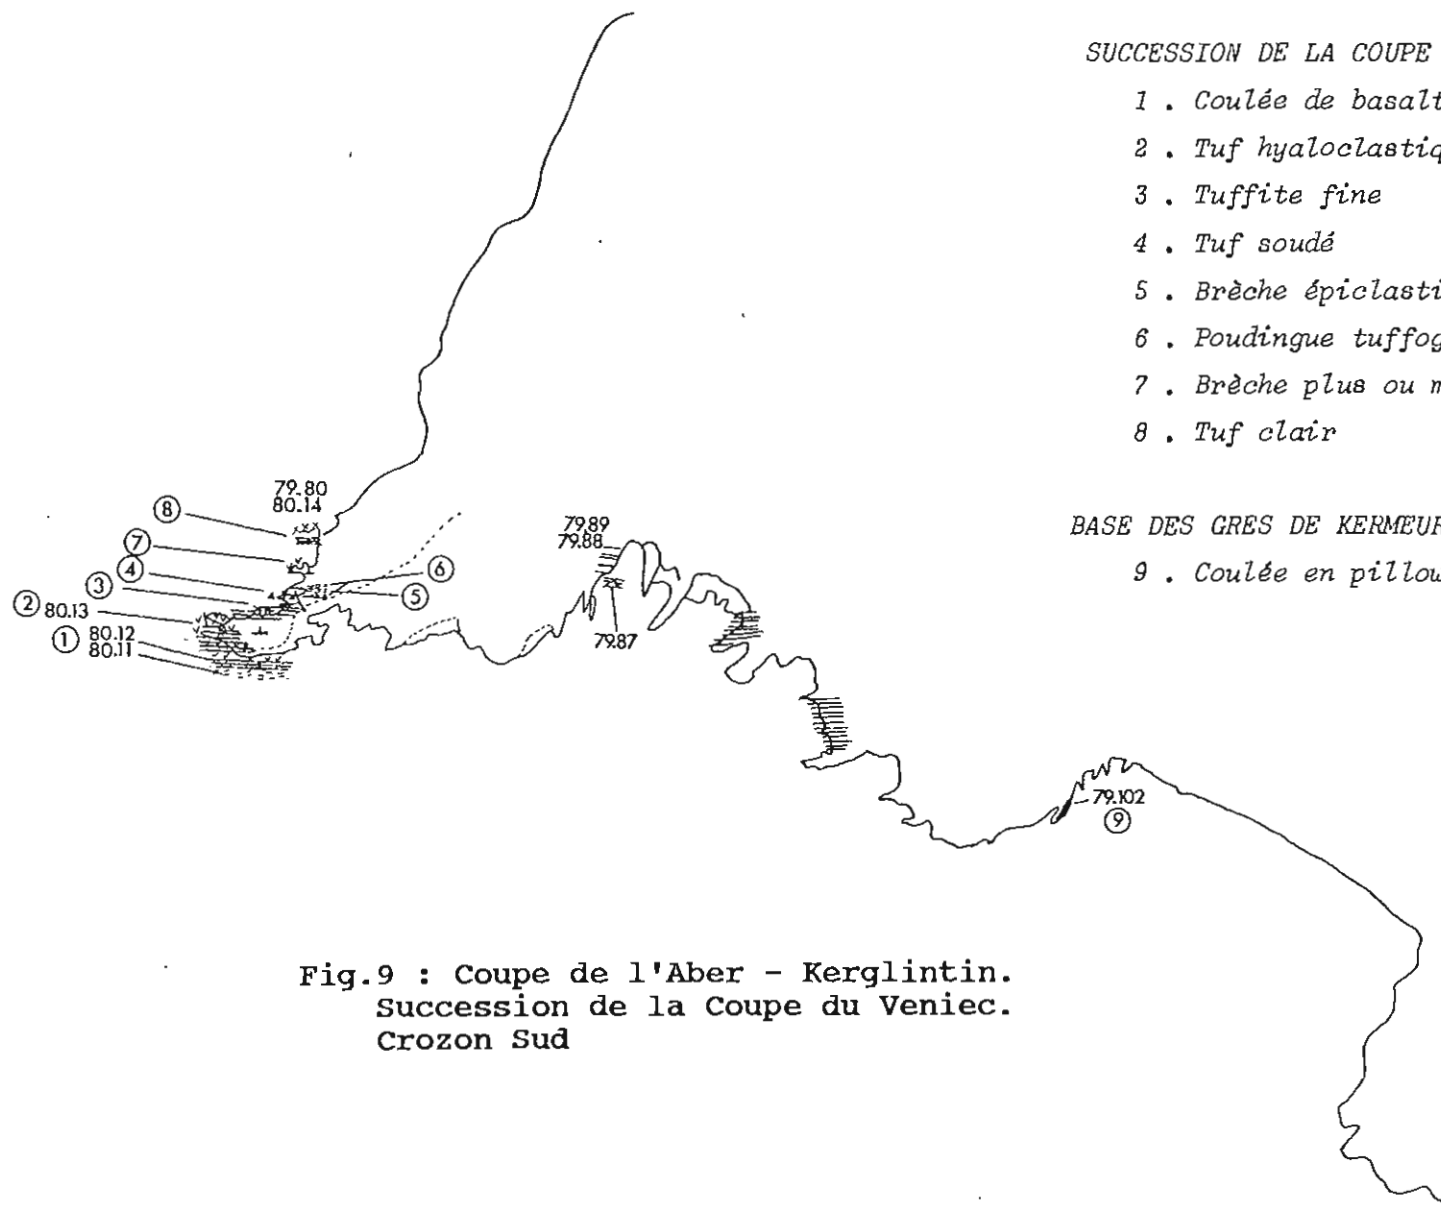 SUCCESSION DE LA COUPE
1 . Coulée de basalt
2 . Tuf hyaloclastiq
3 . Tuffite fine
4 . Tuf soudé
5 . Brèche épiclasti
6 . Poudingue tuffog
7 . Brèche plus ou m
8 . Tuf clair
BASE DES GRES DE KERMEUR
9 . Coulée en pillow
79.80
80.14
8
7
4
3
2 80.13
1 80.12
80.11
6
5
79.89
79.88
79.87
79.102
9
Fig.9 : Coupe de l'Aber - Kerglintin.
Succession de la Coupe du Veniec.
Crozon Sud